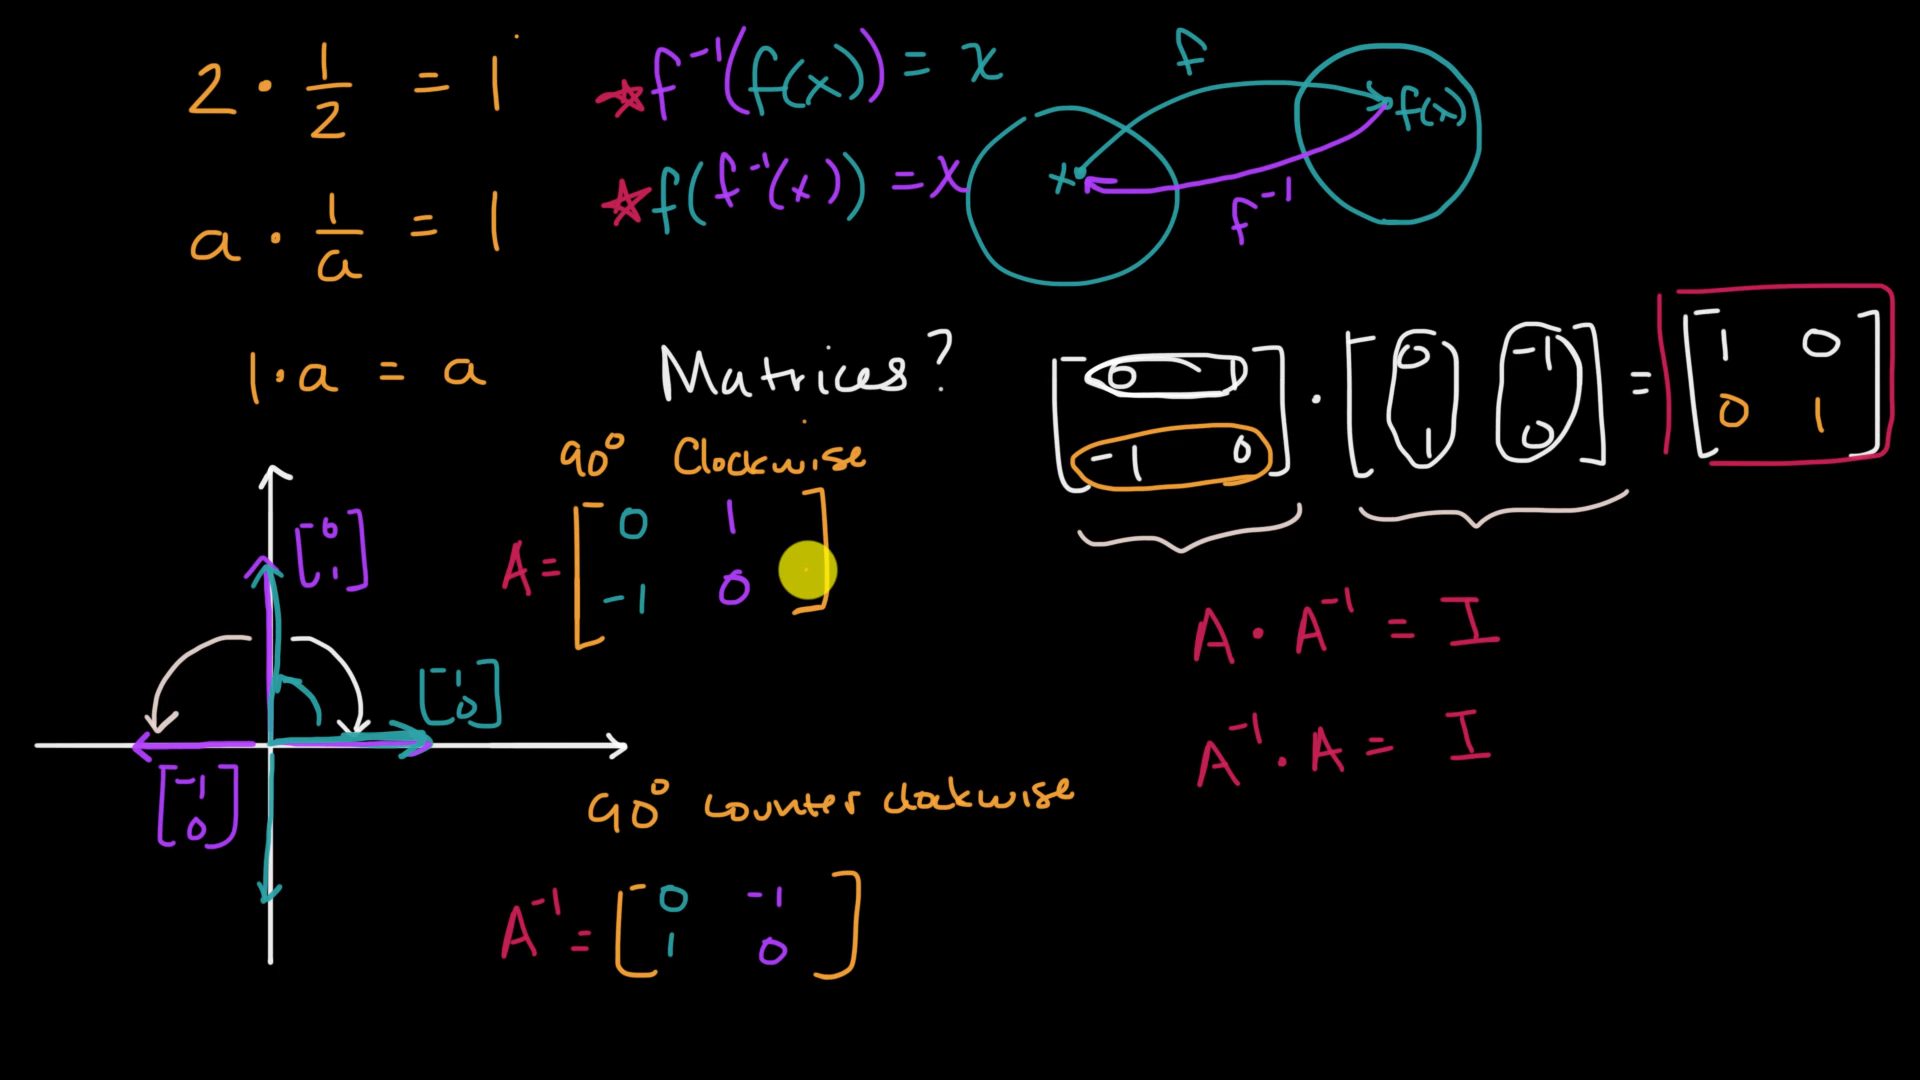 2 · 1/2 = 1
a · 1/a = 1
1 · a = a
f⁻¹(f(x)) = x
f(f⁻¹(x)) = x
f
x
f(x)
f⁻¹
Matrices?
[0 1
-1 0] · [0 -1
1 0] = [1 0
0 1]
90° Clockwise
A = [0 1
-1 0]
[0
1]
[1
0]
[-1
0]
A · A⁻¹ = I
A⁻¹ · A = I
90° counter clockwise
A⁻¹ = [0 -1
1 0]